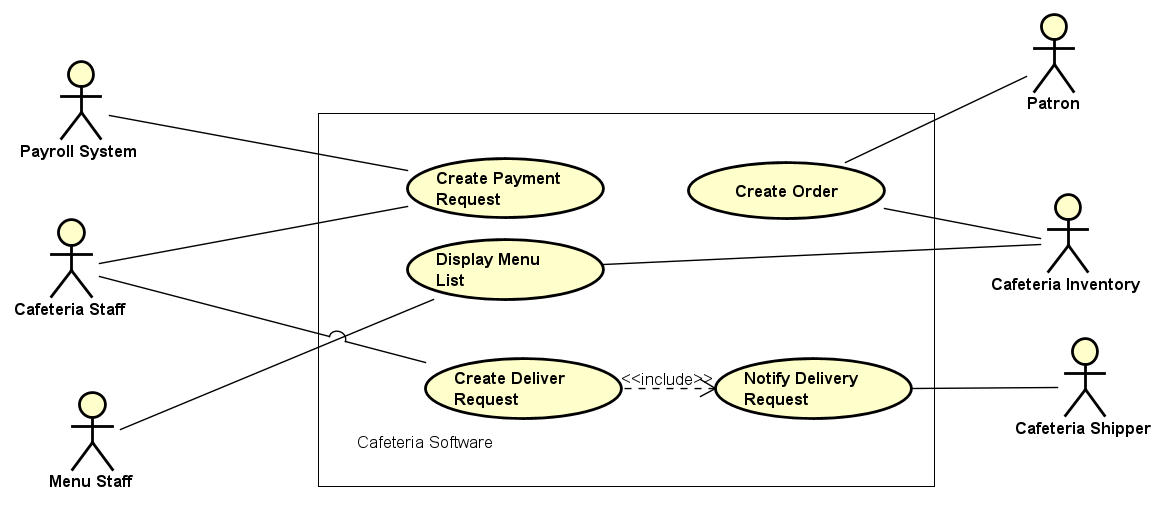 Patron
Payroll System
Create Payment
Request
Create Order
Display Menu
List
Cafeteria Inventory
Cafeteria Staff
Create Deliver
Request
<<include>>
Notify Delivery
Request
Cafeteria Shipper
Cafeteria Software
Menu Staff